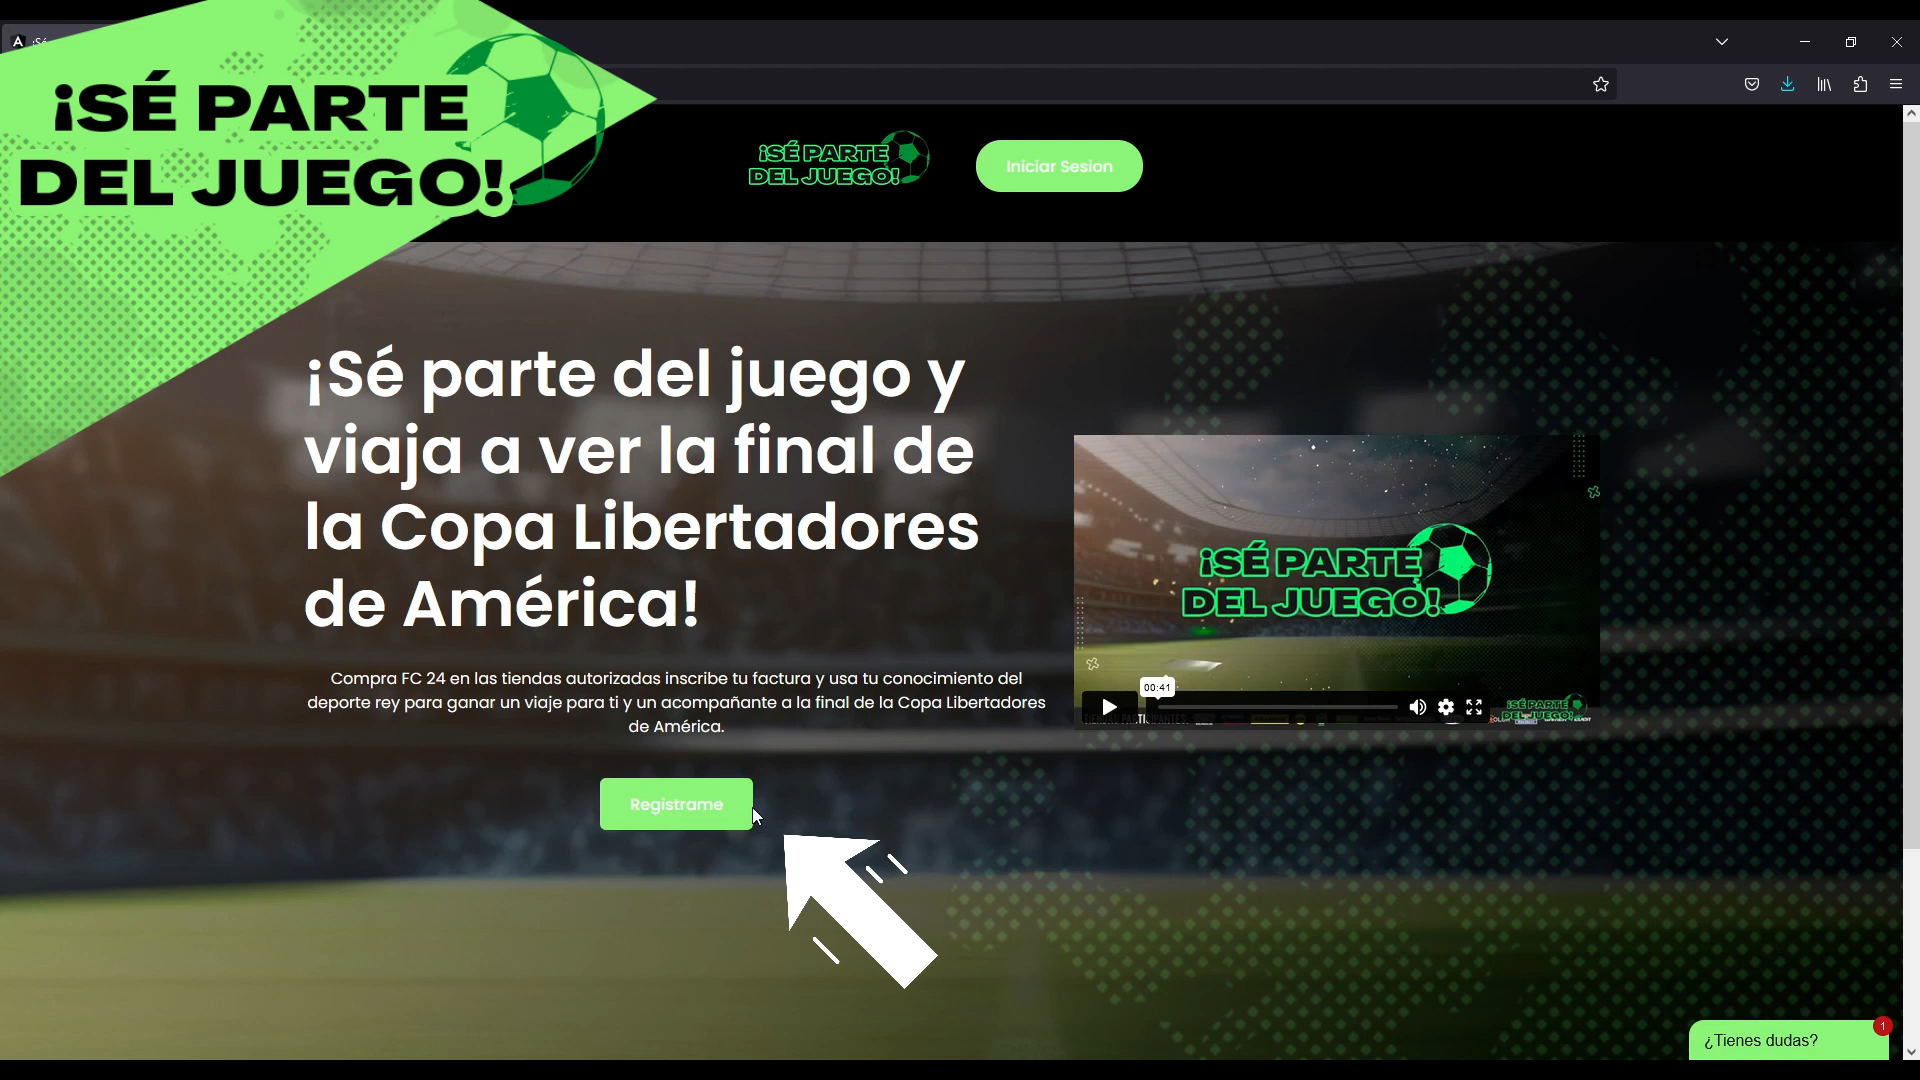 ¡SÉ PARTE
DEL JUEGO!
¡SÉ PARTE
DEL JUEGO!
Iniciar Sesion
¡Sé parte del juego y
viaja a ver la final de
la Copa Libertadores
de América!
Compra FC 24 en las tiendas autorizadas inscribe tu factura y usa tu conocimiento del
deporte rey para ganar un viaje para ti y un acompañante a la final de la Copa Libertadores
de América.
Registrame
¡SÉ PARTE
DEL JUEGO!
00:41
¡SÉ PARTE
DEL JUEGO!
¿Tienes dudas?
1